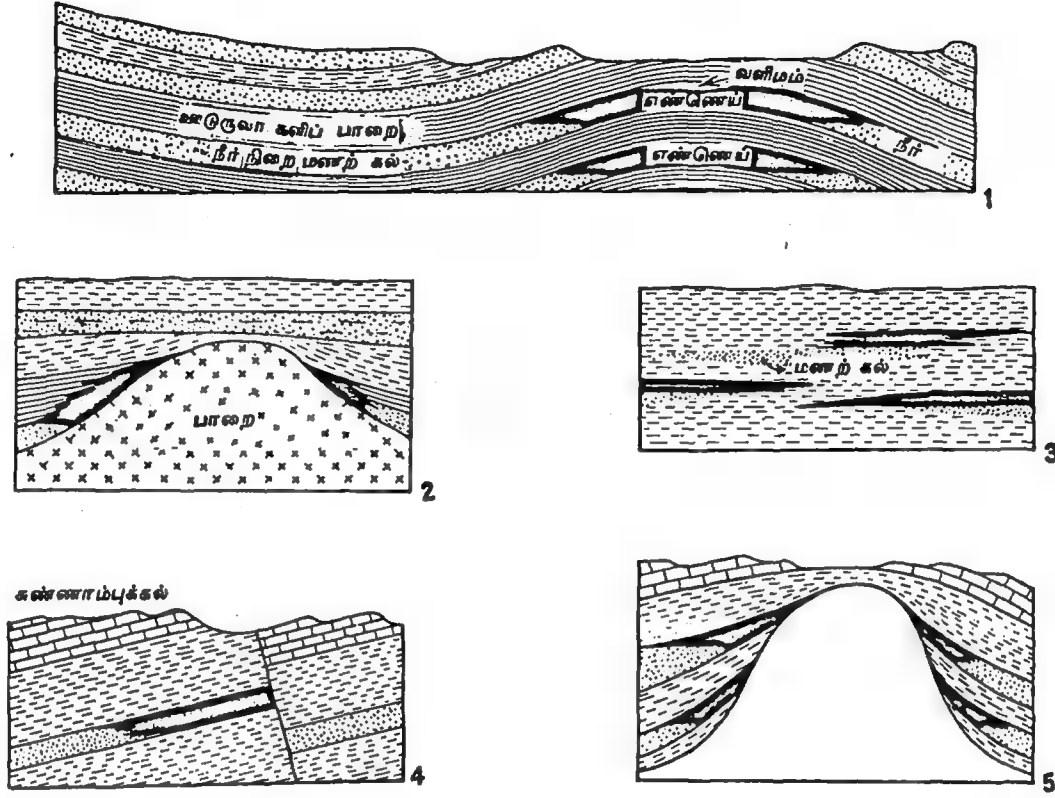 வளிமம்
எண்ணெய்
ஊடுருவா களிப் பாறை
நீர்
நீர் நிறை மணற் கல்
எண்ணெய்
1
பாறை
2
மணற் கல்
3
சுண்ணாம்புக்கல்
4
5